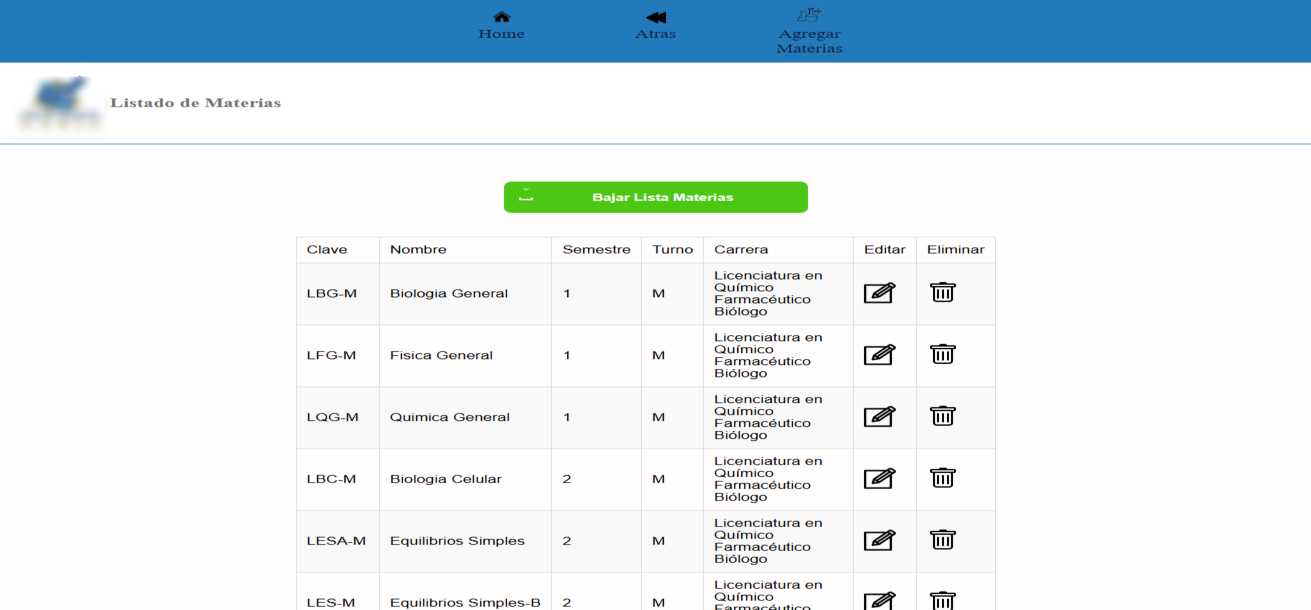 Home
Atras
Agregar
Materias
Listado de Materias
Bajar Lista Materias
Clave Nombre Semestre Turno Carrera Editar Eliminar
LBG-M Biologia General 1 M Licenciatura en
Químico
Farmacéutico
Biólogo
LFG-M Fisica General 1 M Licenciatura en
Químico
Farmacéutico
Biólogo
LQG-M Quimica General 1 M Licenciatura en
Químico
Farmacéutico
Biólogo
LBC-M Biologia Celular 2 M Licenciatura en
Químico
Farmacéutico
Biólogo
LESA-M Equilibrios Simples 2 M Licenciatura en
Químico
Farmacéutico
Biólogo
LES-M Equilibrios Simples-B 2 M Licenciatura en
Químico
Farmacéutico